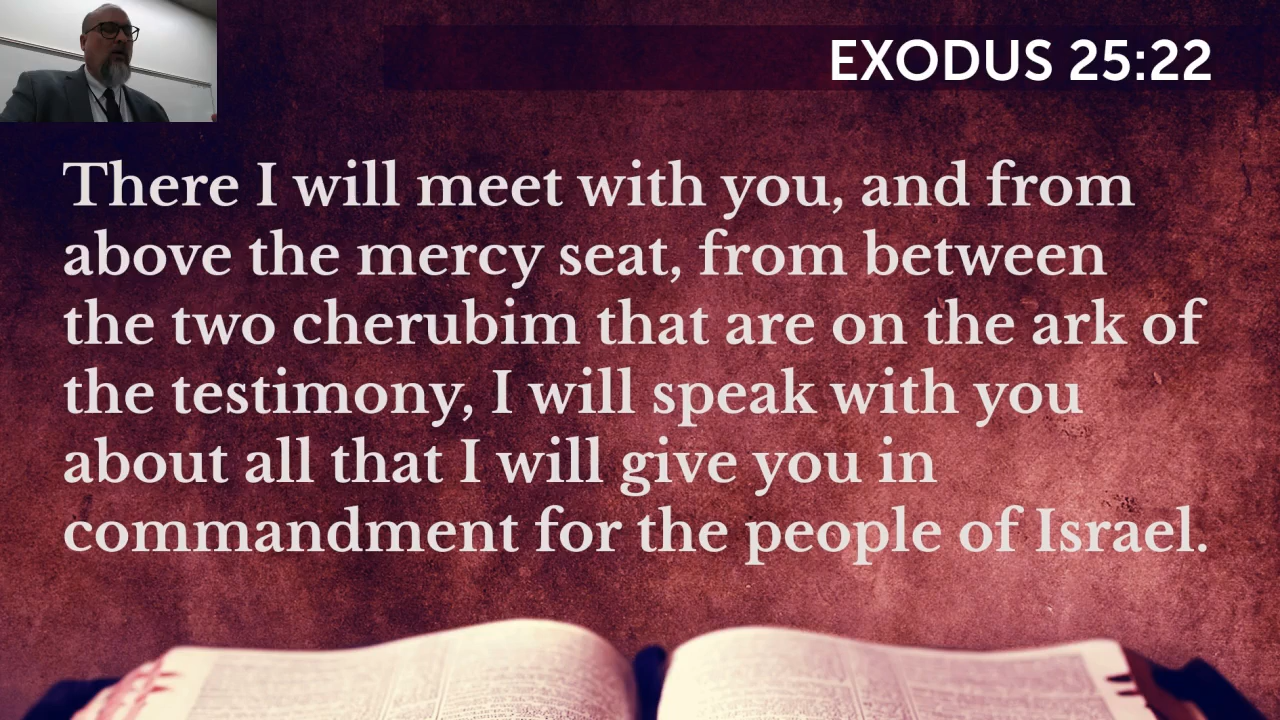 EXODUS 25:22
There I will meet with you, and from
above the mercy seat, from between
the two cherubim that are on the ark of
the testimony, I will speak with you
about all that I will give you in
commandment for the people of Israel.